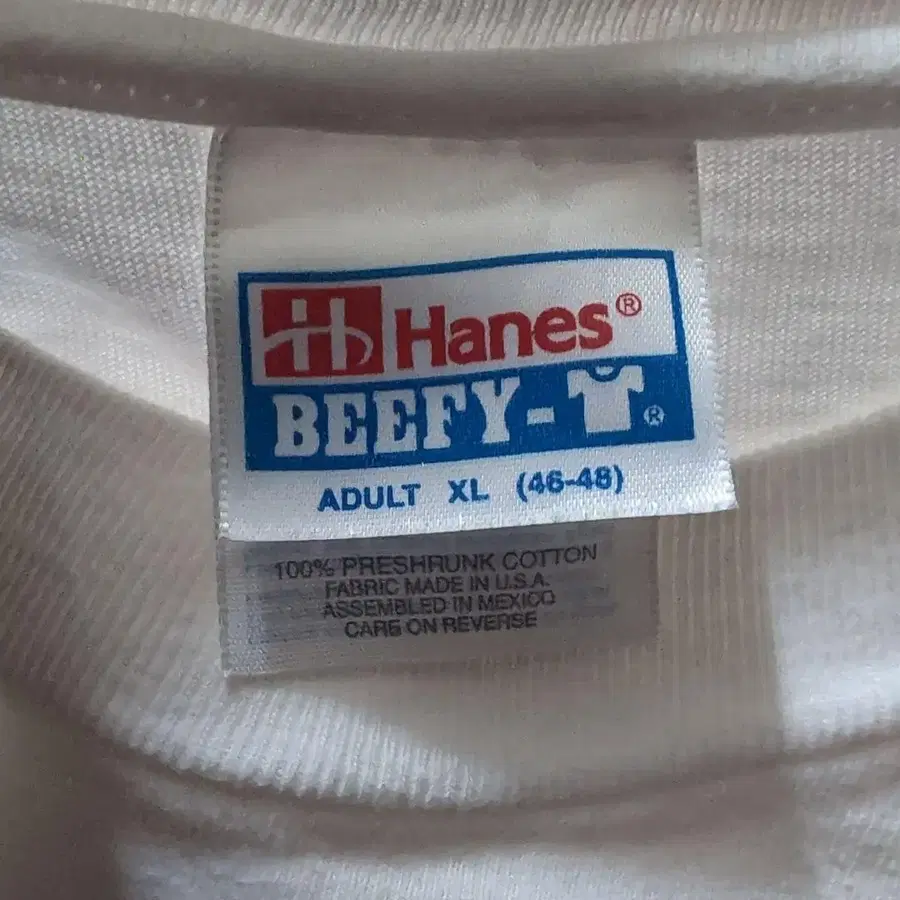 Hanes®
BEEFY-T®
ADULT XL (46-48)
100% PRESHRUNK COTTON
FABRIC MADE IN U.S.A.
ASSEMBLED IN MEXICO
CARE ON REVERSE